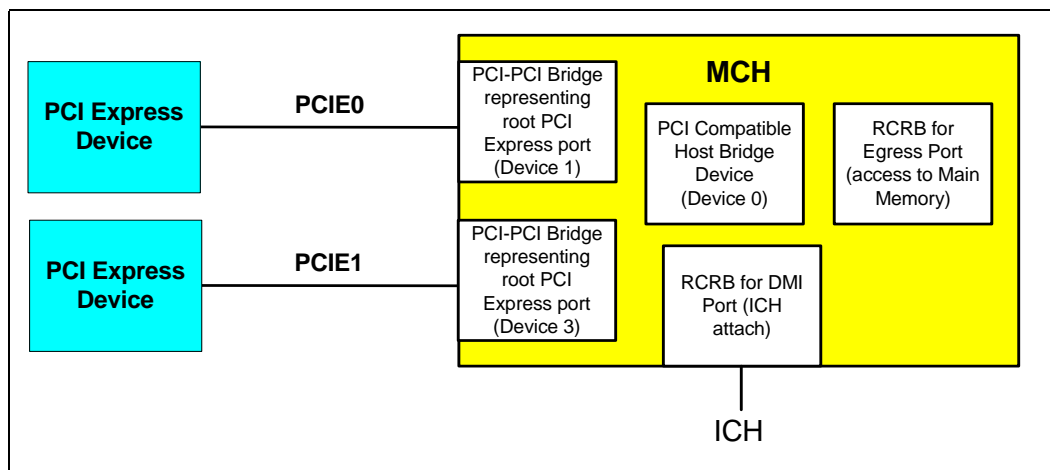 MCH
PCI Express
Device
PCIE0
PCI-PCI Bridge
representing
root PCI
Express port
(Device 1)
PCI Compatible
Host Bridge
Device
(Device 0)
RCRB for
Egress Port
(access to Main
Memory)
PCI Express
Device
PCIE1
PCI-PCI Bridge
representing
root PCI
Express port
(Device 3)
RCRB for DMI
Port (ICH
attach)
ICH